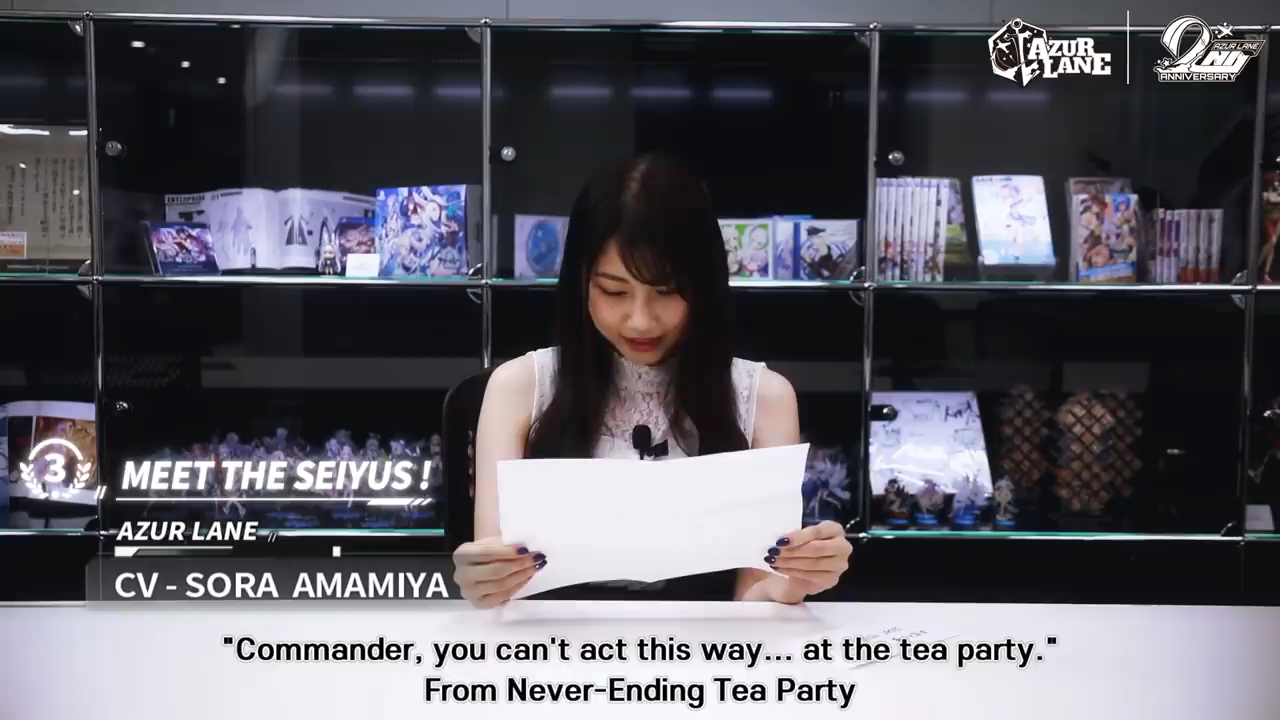 AZUR LANE
2ND
AZUR LANE
ANNIVERSARY
ENTERPRISE
3
MEET THE SEIYUS !
AZUR LANE
CV - SORA AMAMIYA
"Commander, you can't act this way... at the tea party."
From Never-Ending Tea Party